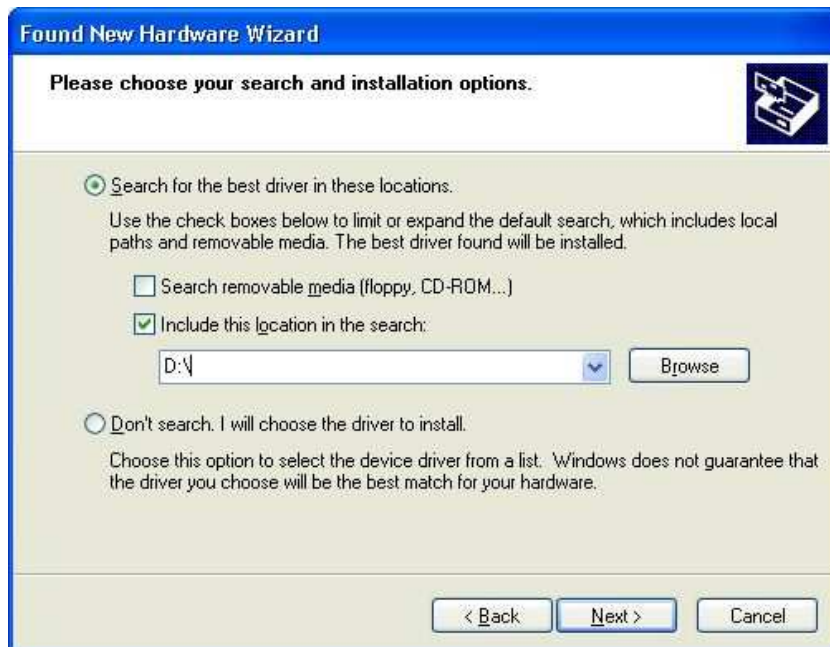 Found New Hardware Wizard
Please choose your search and installation options.
Search for the best driver in these locations.
Use the check boxes below to limit or expand the default search, which includes local
paths and removable media. The best driver found will be installed.
Search removable media (floppy, CD-ROM...)
Include this location in the search:
D:\
Browse
Don't search. I will choose the driver to install.
Choose this option to select the device driver from a list. Windows does not guarantee that
the driver you choose will be the best match for your hardware.
< Back Next > Cancel